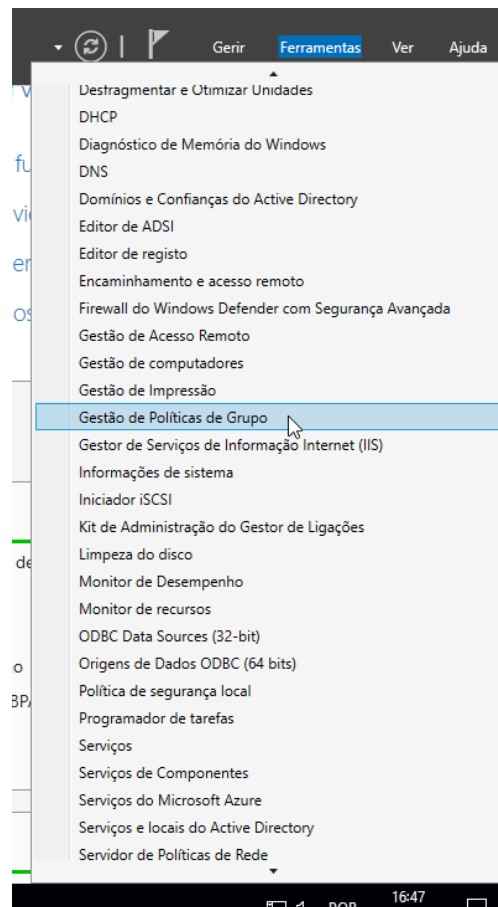 Gerir Ferramentas Ver Ajuda
Desfragmentar e Otimizar Unidades
DHCP
Diagnóstico de Memória do Windows
DNS
Domínios e Confianças do Active Directory
Editor de ADSI
Editor de registo
Encaminhamento e acesso remoto
Firewall do Windows Defender com Segurança Avançada
Gestão de Acesso Remoto
Gestão de computadores
Gestão de Impressão
Gestão de Políticas de Grupo
Gestor de Serviços de Informação Internet (IIS)
Informações de sistema
Iniciador iSCSI
Kit de Administração do Gestor de Ligações
Limpeza do disco
Monitor de Desempenho
Monitor de recursos
ODBC Data Sources (32-bit)
Origens de Dados ODBC (64 bits)
Política de segurança local
Programador de tarefas
Serviços
Serviços de Componentes
Serviços do Microsoft Azure
Serviços e locais do Active Directory
Servidor de Políticas de Rede
de
16:47
POR